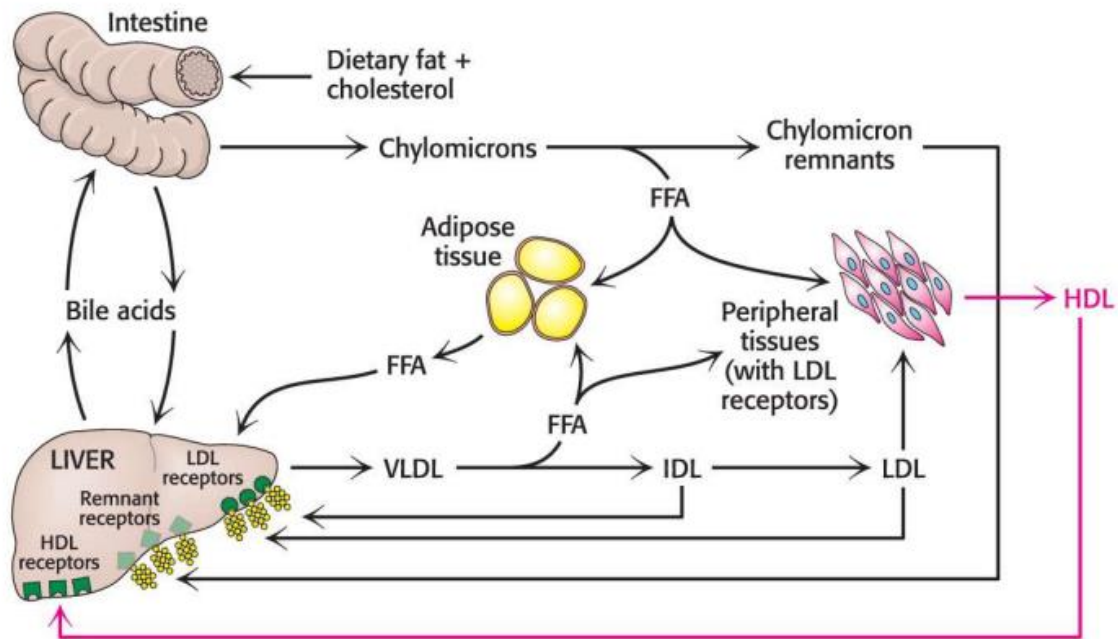 Intestine
Dietary fat +
cholesterol
Chylomicrons
Chylomicron
remnants
FFA
Adipose
tissue
Bile acids
FFA
Peripheral
tissues
(with LDL
receptors)
HDL
FFA
LIVER
LDL
receptors
Remnant
receptors
HDL
receptors
VLDL
IDL
LDL